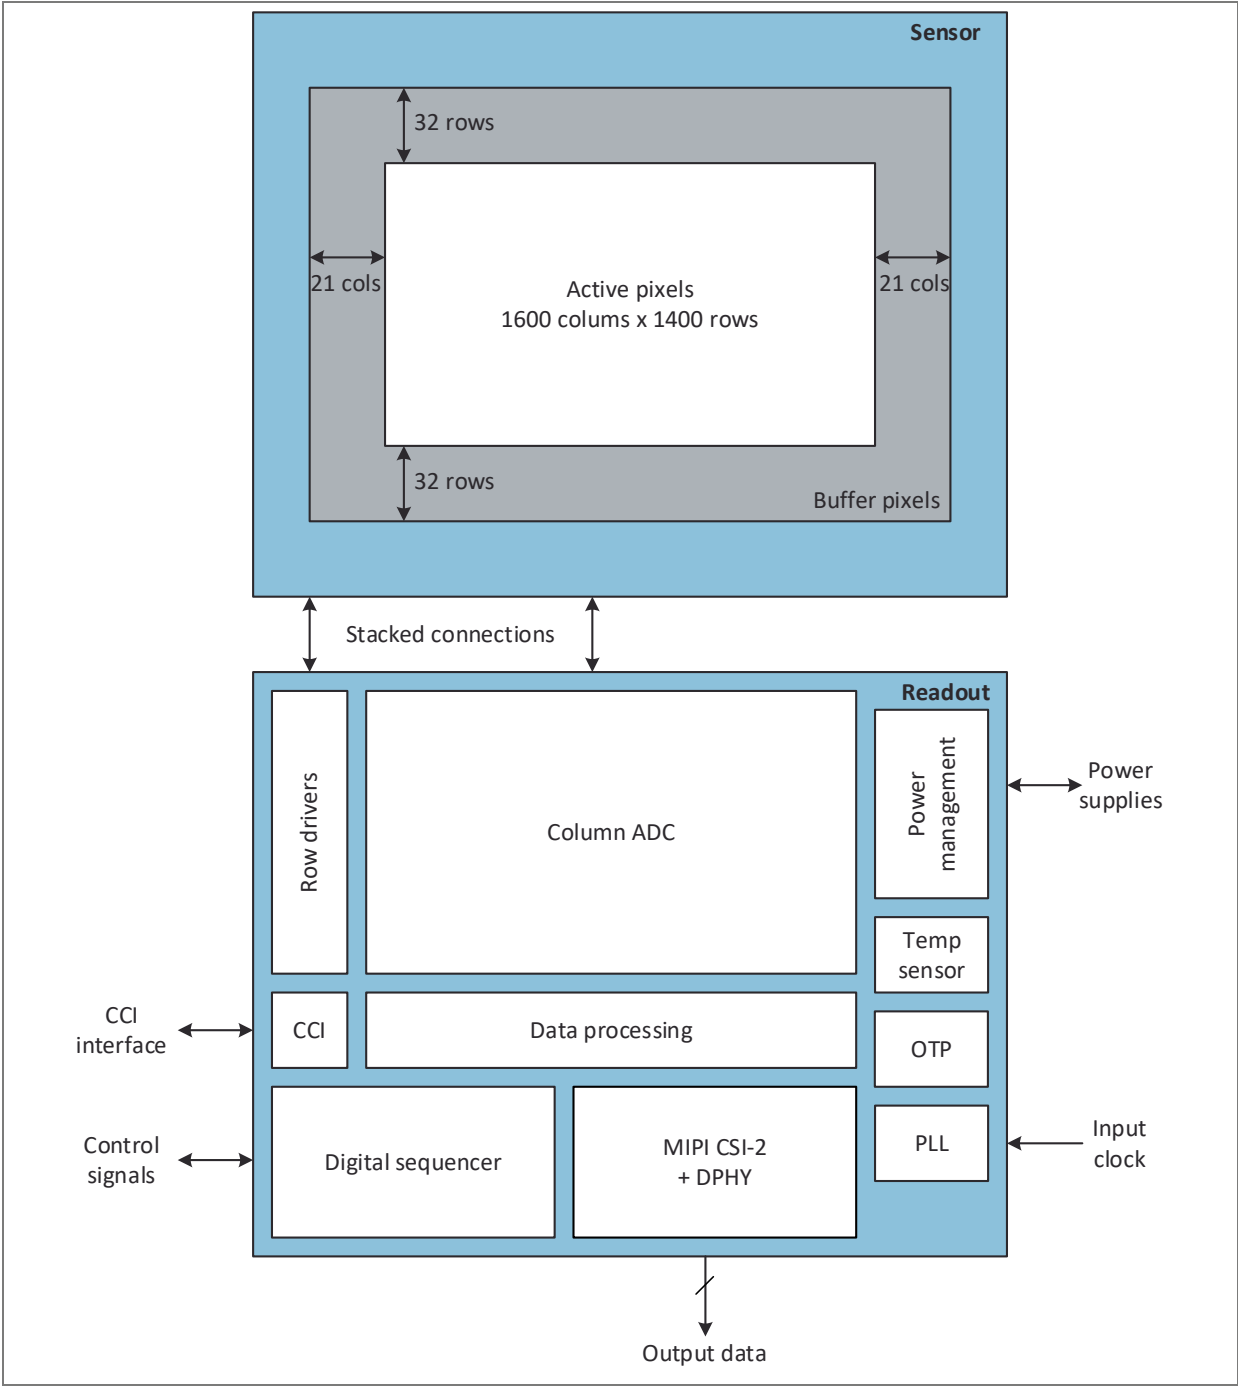 Sensor
32 rows
21 cols
21 cols
Active pixels
1600 colums x 1400 rows
32 rows
Buffer pixels
Stacked connections
Readout
Row drivers
Column ADC
Power
management
Power
supplies
Temp
sensor
CCI
interface
CCI
Data processing
OTP
Control
signals
Digital sequencer
MIPI CSI-2
+ DPHY
PLL
Input
clock
Output data